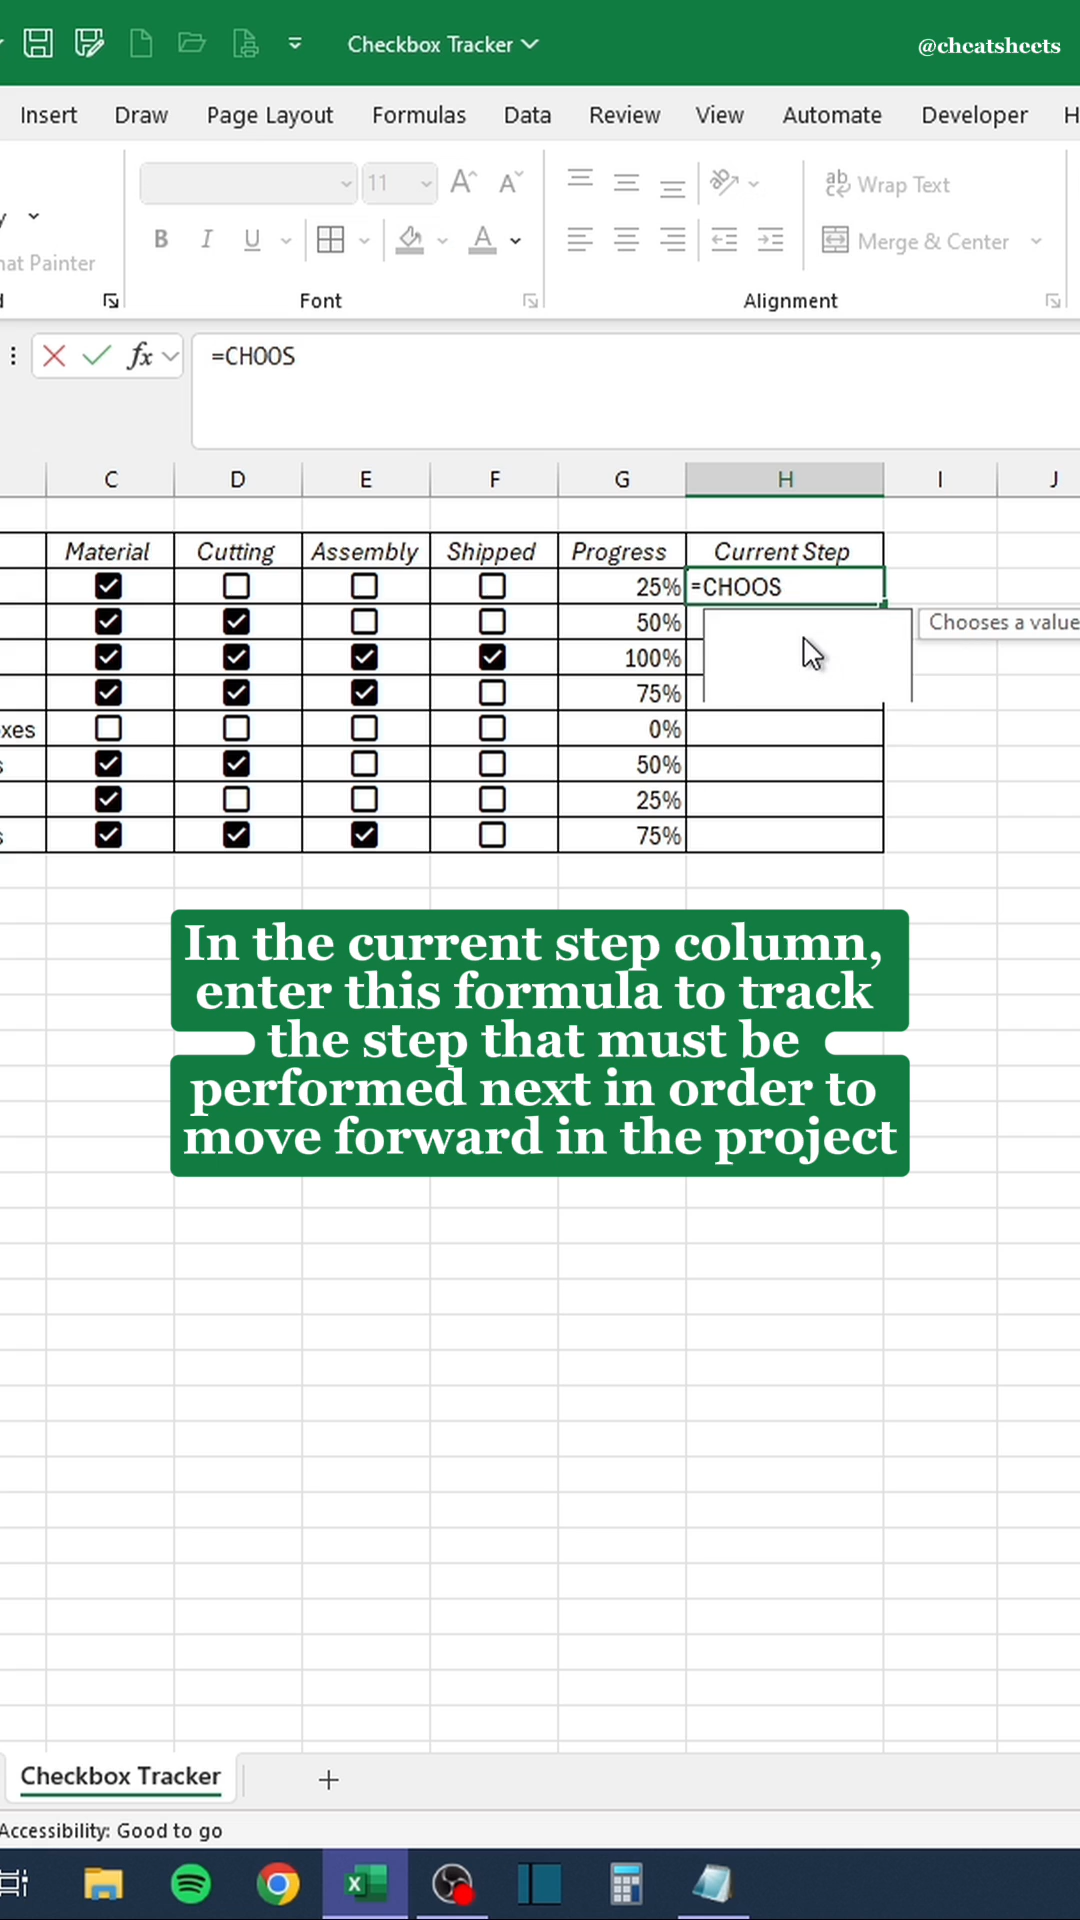 Checkbox Tracker
@cheatsheets
Insert Draw Page Layout Formulas Data Review View Automate Developer H
11
ab
Wrap Text
y
B I U
A
Merge & Center
mat Painter
Font
Alignment
fx
=CHOOS
C D E F G H I J
Material Cutting Assembly Shipped Progress Current Step
25% =CHOOS
50%
Chooses a value
100%
75%
xes 0%
s 50%
25%
s 75%
In the current step column,
enter this formula to track
the step that must be
performed next in order to
move forward in the project
Checkbox Tracker
Accessibility: Good to go